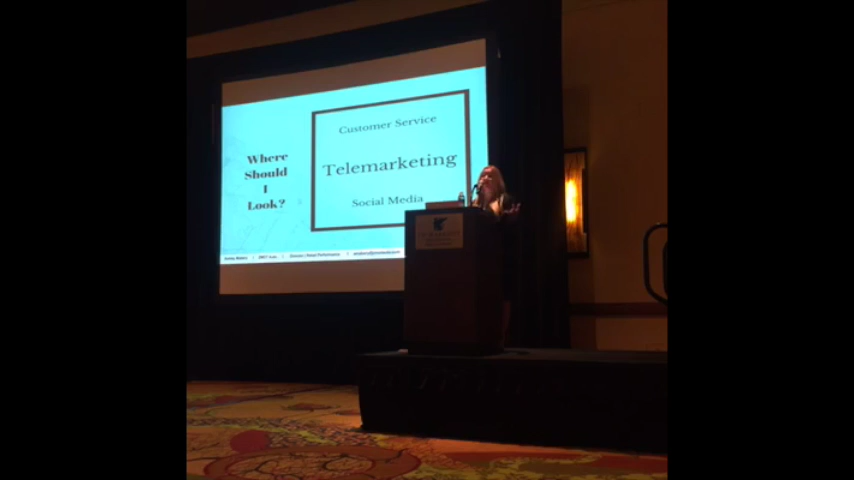 Where
Should
I
Look?
Customer Service
Telemarketing
Social Media